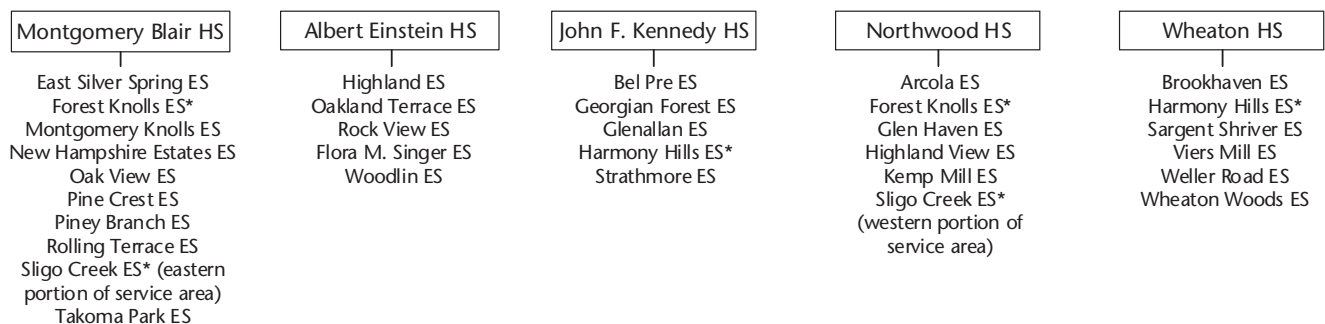 Montgomery Blair HS
East Silver Spring ES
Forest Knolls ES*
Montgomery Knolls ES
New Hampshire Estates ES
Oak View ES
Pine Crest ES
Piney Branch ES
Rolling Terrace ES
Sligo Creek ES* (eastern
portion of service area)
Takoma Park ES
Albert Einstein HS
Highland ES
Oakland Terrace ES
Rock View ES
Flora M. Singer ES
Woodlin ES
John F. Kennedy HS
Bel Pre ES
Georgian Forest ES
Glenallan ES
Harmony Hills ES*
Strathmore ES
Northwood HS
Arcola ES
Forest Knolls ES*
Glen Haven ES
Highland View ES
Kemp Mill ES
Sligo Creek ES*
(western portion of
service area)
Wheaton HS
Brookhaven ES
Harmony Hills ES*
Sargent Shriver ES
Viers Mill ES
Weller Road ES
Wheaton Woods ES